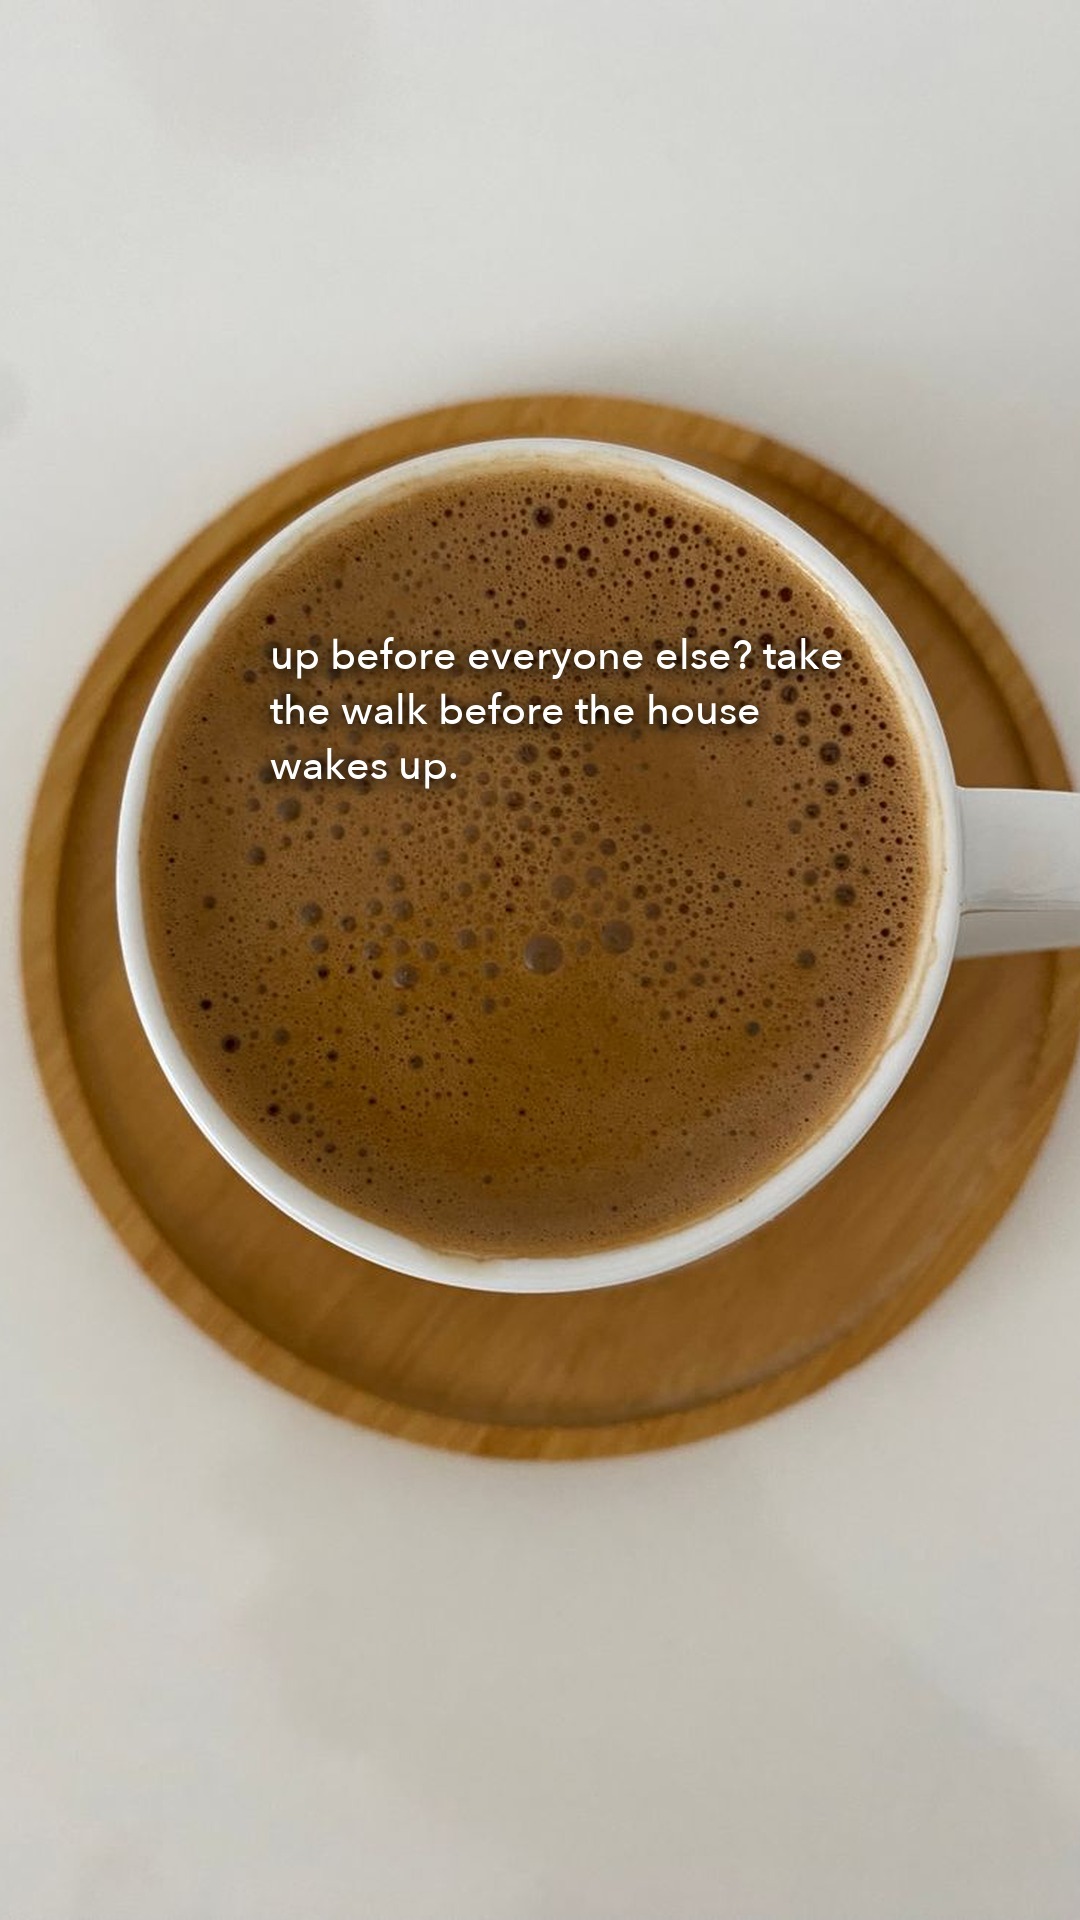 up before everyone else? take
the walk before the house
wakes up.